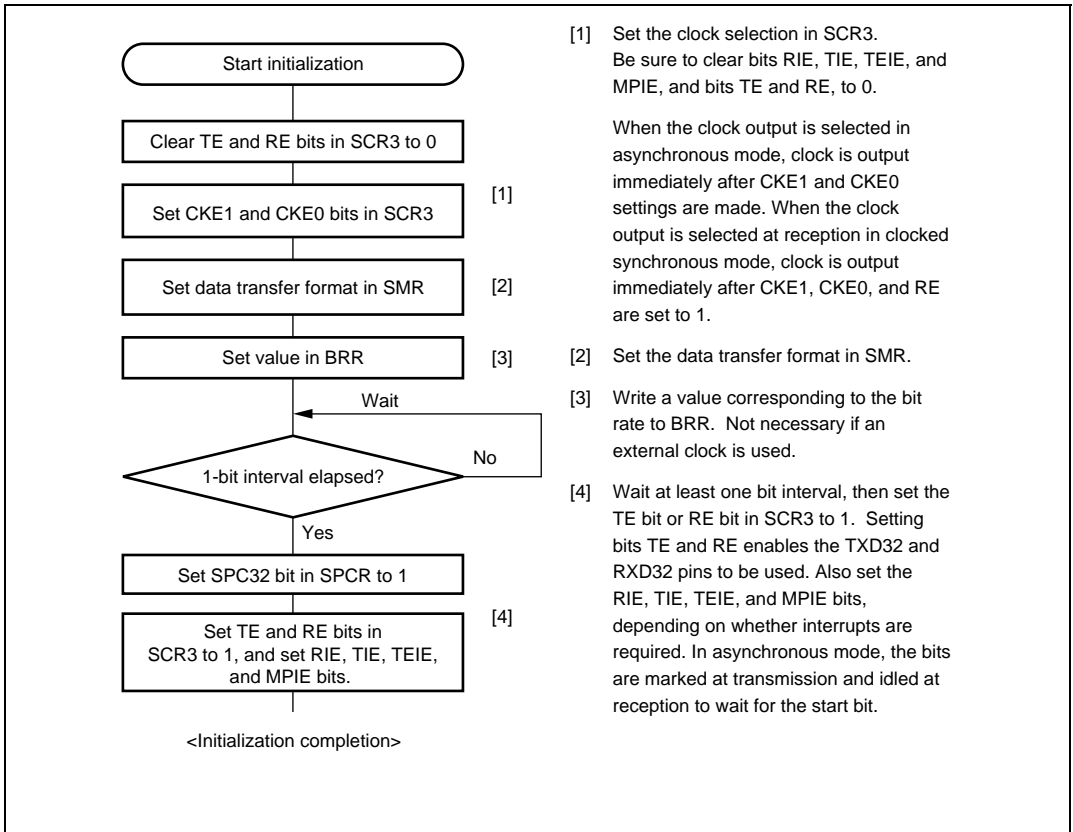 Start initialization
Clear TE and RE bits in SCR3 to 0
[1]
Set CKE1 and CKE0 bits in SCR3
Set data transfer format in SMR
[2]
Set value in BRR
[3]
Wait
No
1-bit interval elapsed?
Yes
Set SPC32 bit in SPCR to 1
[4]
Set TE and RE bits in
SCR3 to 1, and set RIE, TIE, TEIE,
and MPIE bits.
<Initialization completion>
[1] Set the clock selection in SCR3.
Be sure to clear bits RIE, TIE, TEIE, and
MPIE, and bits TE and RE, to 0.
When the clock output is selected in
asynchronous mode, clock is output
immediately after CKE1 and CKE0
settings are made. When the clock
output is selected at reception in clocked
synchronous mode, clock is output
immediately after CKE1, CKE0, and RE
are set to 1.
[2] Set the data transfer format in SMR.
[3] Write a value corresponding to the bit
rate to BRR. Not necessary if an
external clock is used.
[4] Wait at least one bit interval, then set the
TE bit or RE bit in SCR3 to 1. Setting
bits TE and RE enables the TXD32 and
RXD32 pins to be used. Also set the
RIE, TIE, TEIE, and MPIE bits,
depending on whether interrupts are
required. In asynchronous mode, the bits
are marked at transmission and idled at
reception to wait for the start bit.